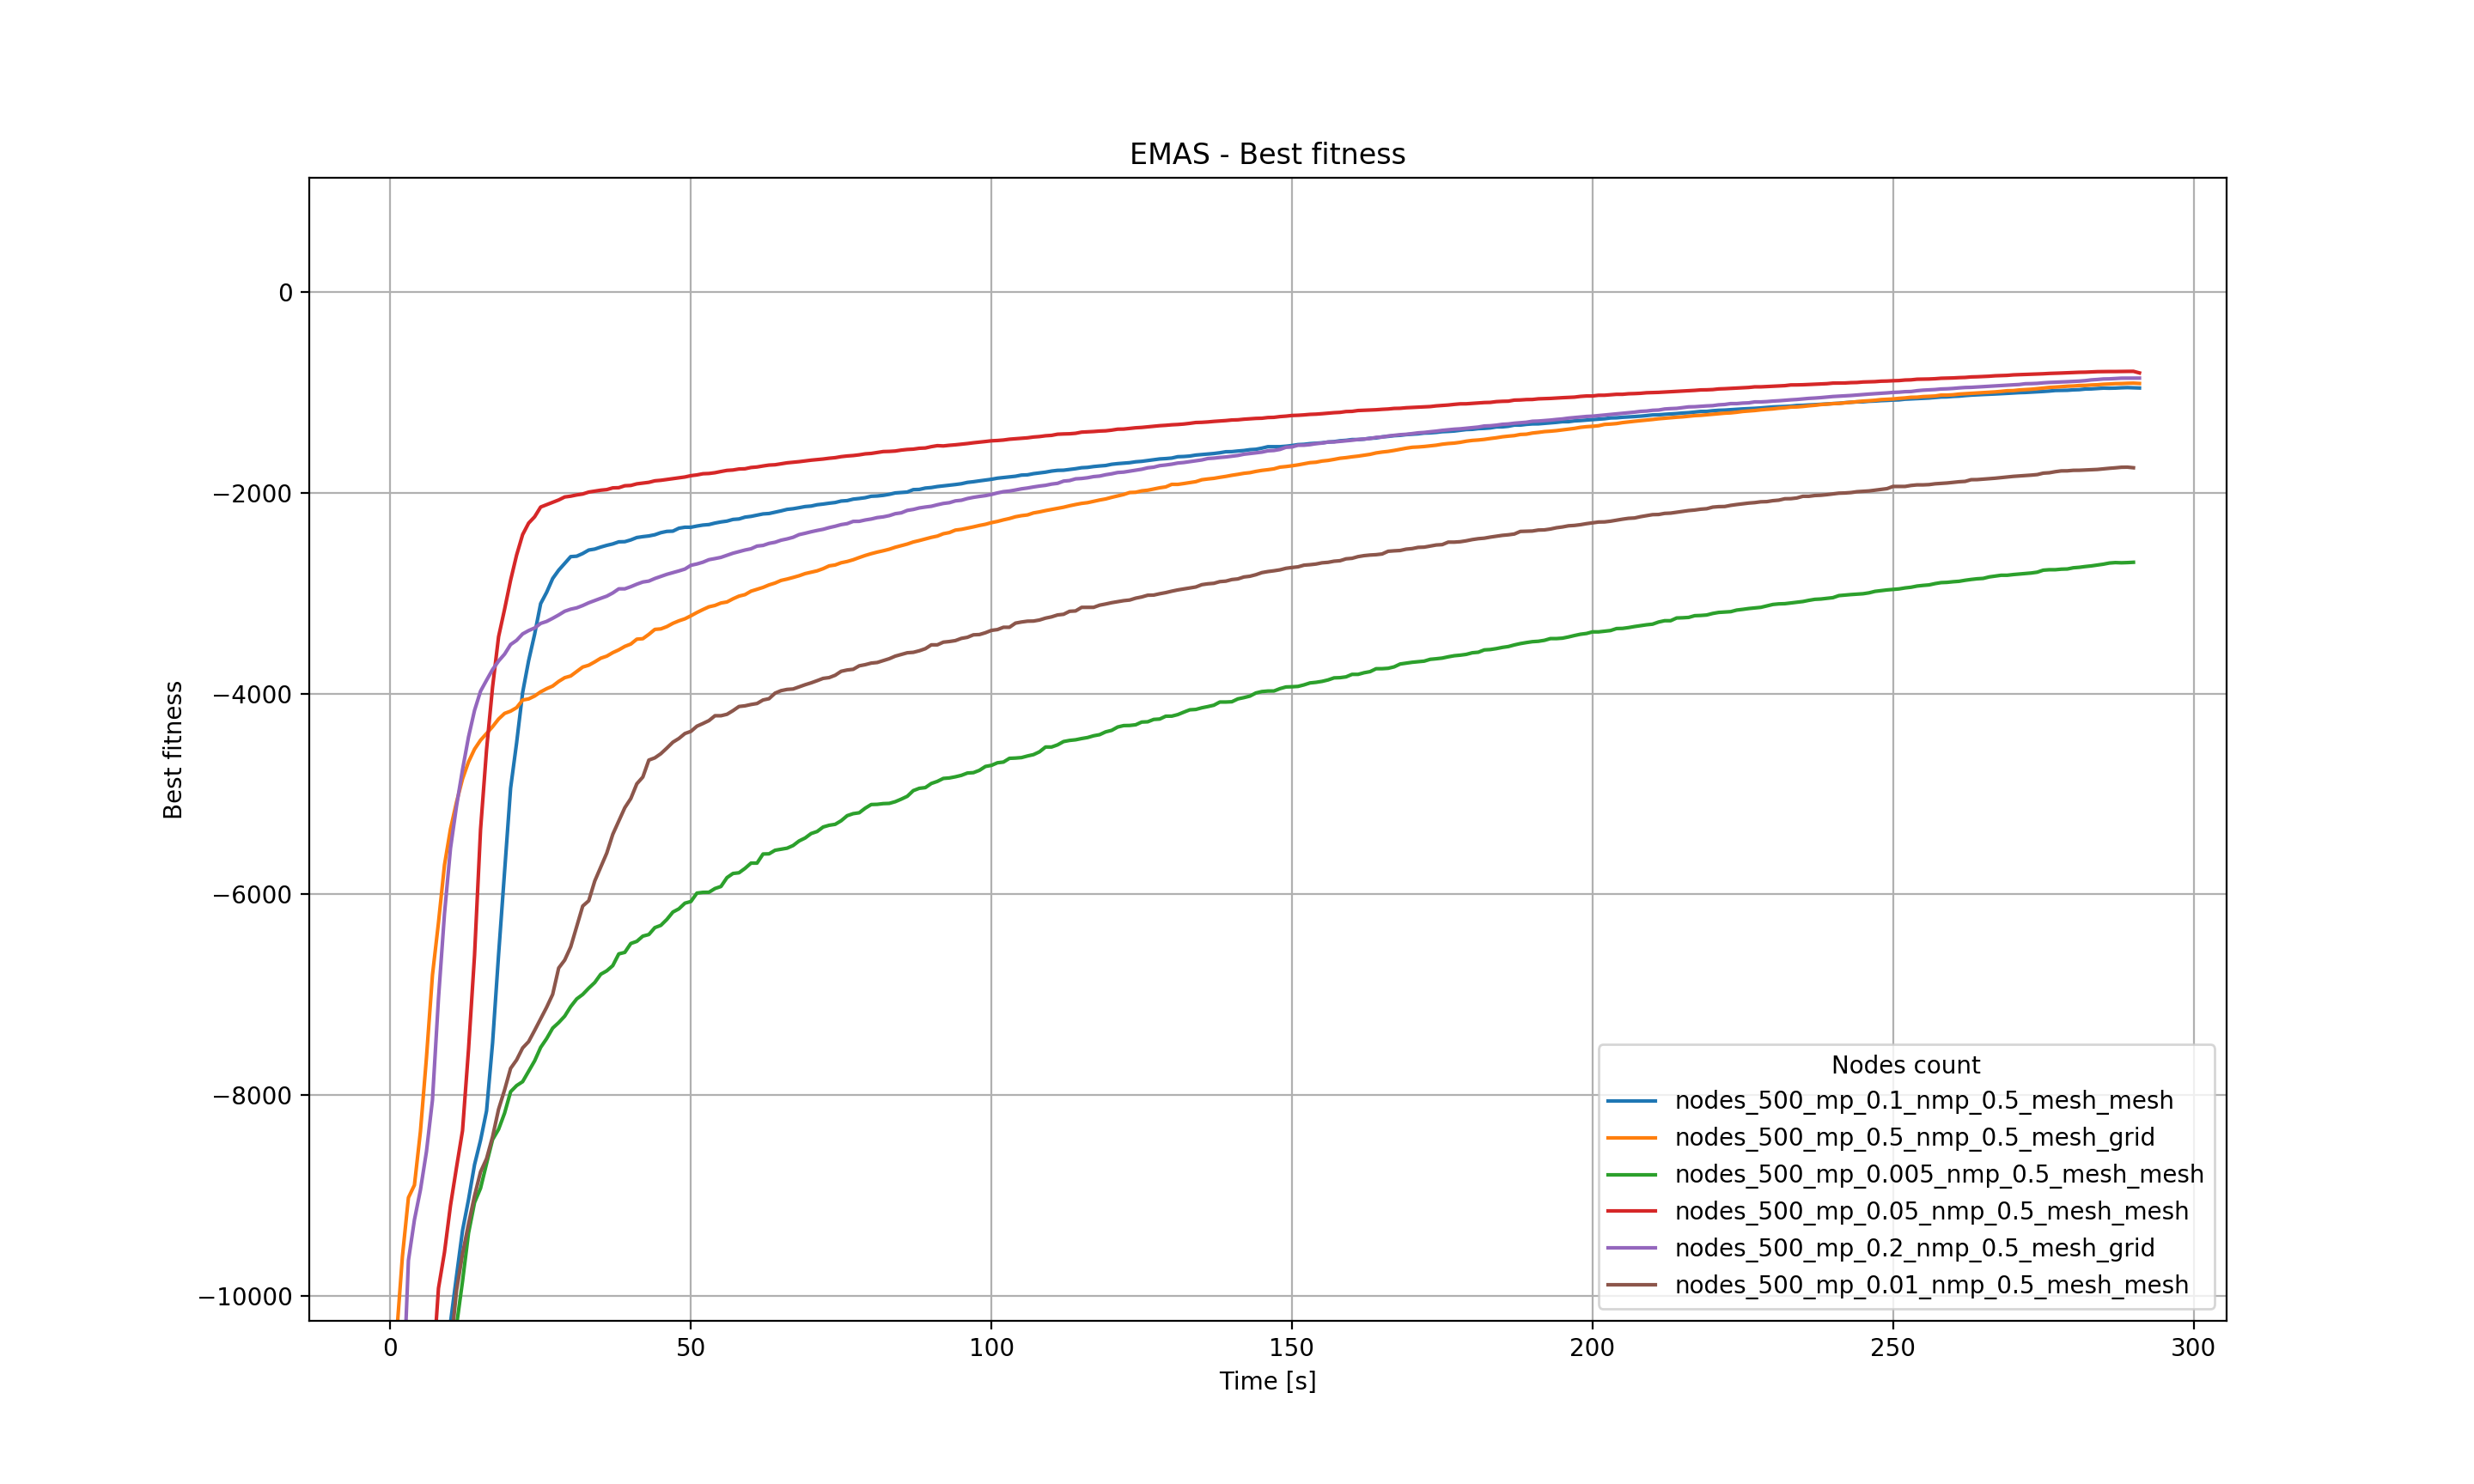 EMAS - Best fitness
Best fitness
0
−2000
−4000
−6000
−8000
−10000
0
50
100
150
200
250
300
Time [s]
Nodes count
nodes_500_mp_0.1_nmp_0.5_mesh_mesh
nodes_500_mp_0.5_nmp_0.5_mesh_grid
nodes_500_mp_0.005_nmp_0.5_mesh_mesh
nodes_500_mp_0.05_nmp_0.5_mesh_mesh
nodes_500_mp_0.2_nmp_0.5_mesh_grid
nodes_500_mp_0.01_nmp_0.5_mesh_mesh